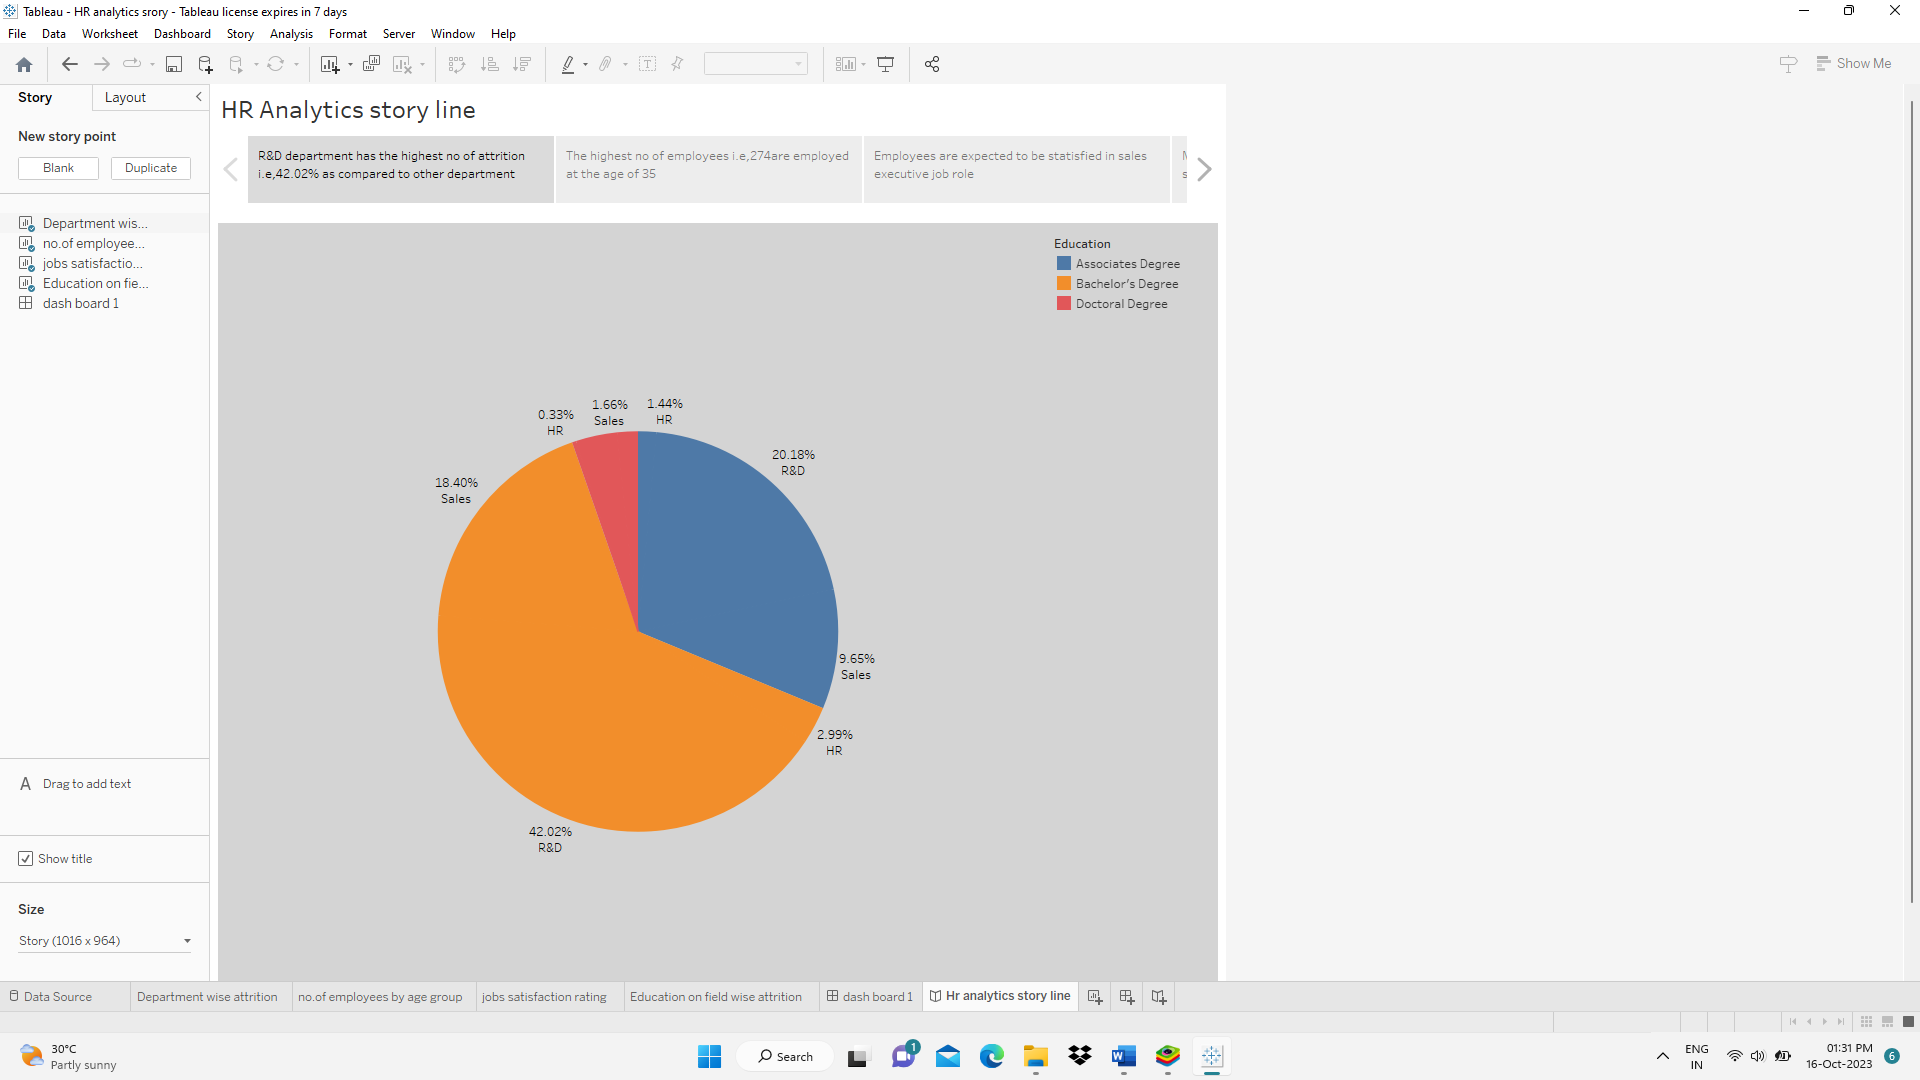 Tableau - HR analytics srory - Tableau license expires in 7 days
File Data Worksheet Dashboard Story Analysis Format Server Window Help
Show Me
Story Layout
New story point
Blank Duplicate
Department wis...
no.of employee...
jobs satisfactio...
Education on fie...
dash board 1
A Drag to add text
Show title
Size
Story (1016 x 964)
HR Analytics story line
R&D department has the highest no of attrition
i.e,42.02% as compared to other department
The highest no of employees i.e,274are employed
at the age of 35
Employees are expected to be statisfied in sales
executive job role
Education
Associates Degree
Bachelor's Degree
Doctoral Degree
0.33%
HR
1.66%
Sales
1.44%
HR
20.18%
R&D
18.40%
Sales
9.65%
Sales
2.99%
HR
42.02%
R&D
Data Source Department wise attrition no.of employees by age group jobs satisfaction rating Education on field wise attrition dash board 1 Hr analytics story line
30°C
Partly sunny
Search
1
ENG
IN
01:31 PM
16-Oct-2023
6